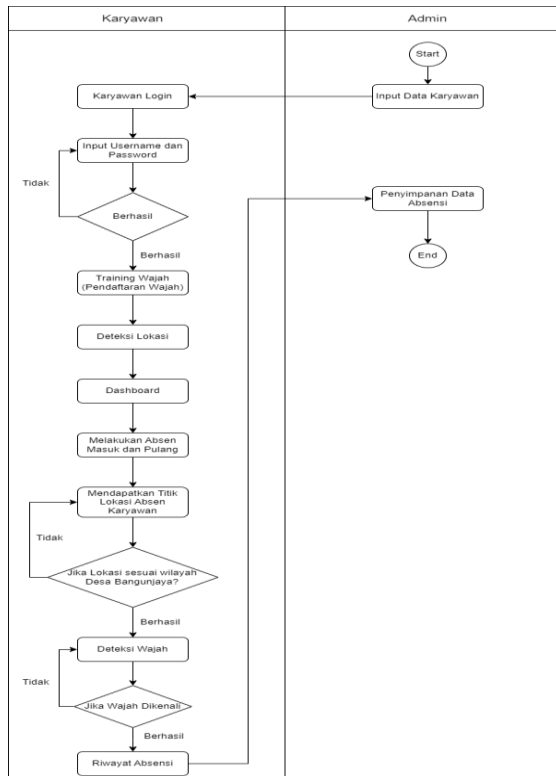 Karyawan
Admin
Start
Karyawan Login
Input Data Karyawan
Input Username dan
Password
Tidak
Penyimpanan Data
Absensi
Berhasil
End
Berhasil
Training Wajah
(Pendaftaran Wajah)
Deteksi Lokasi
Dashboard
Melakukan Absen
Masuk dan Pulang
Mendapatkan Titik
Lokasi Absen
Karyawan
Tidak
Jika Lokasi sesuai wilayah
Desa Bangunjaya?
Berhasil
Deteksi Wajah
Tidak
Jika Wajah Dikenali
Berhasil
Riwayat Absensi